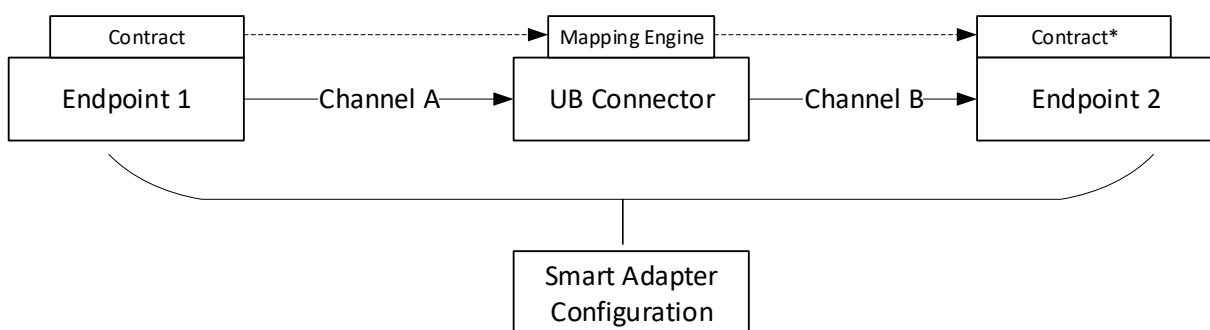 Contract
Mapping Engine
Contract*
Endpoint 1
Channel A
UB Connector
Channel B
Endpoint 2
Smart Adapter
Configuration